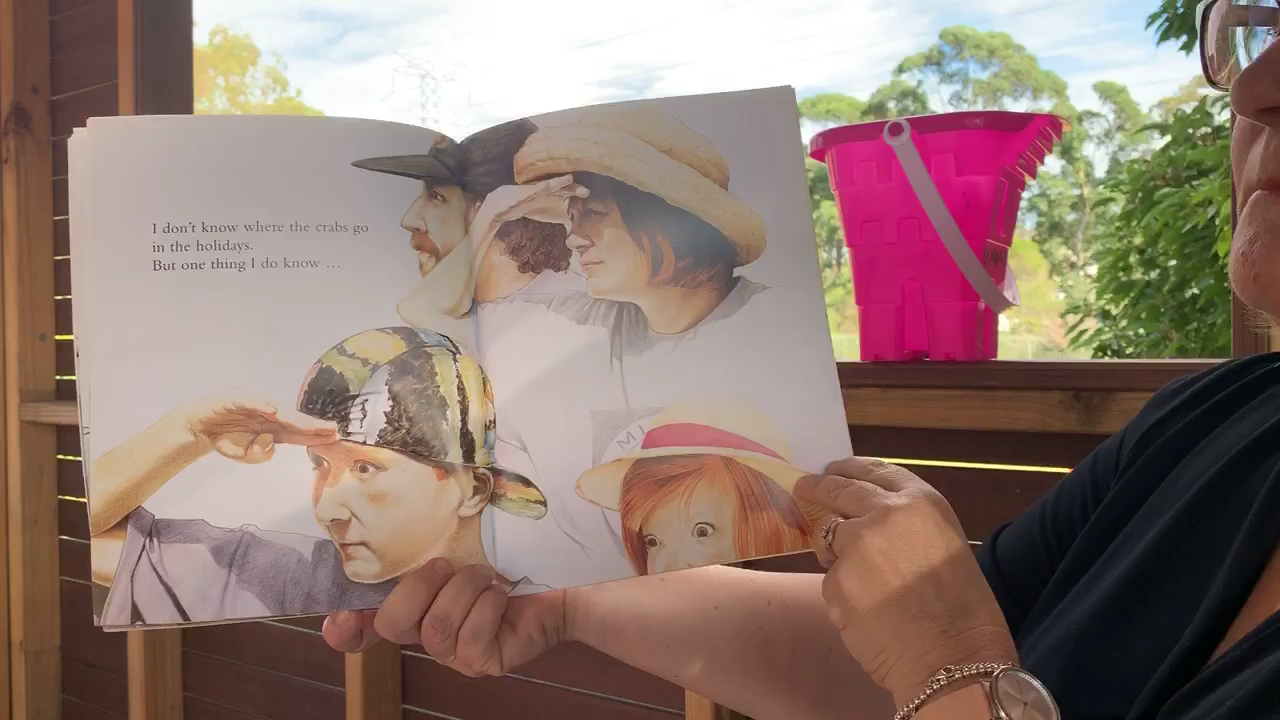 I don't know where the crabs go
in the holidays.
But one thing I do know ...